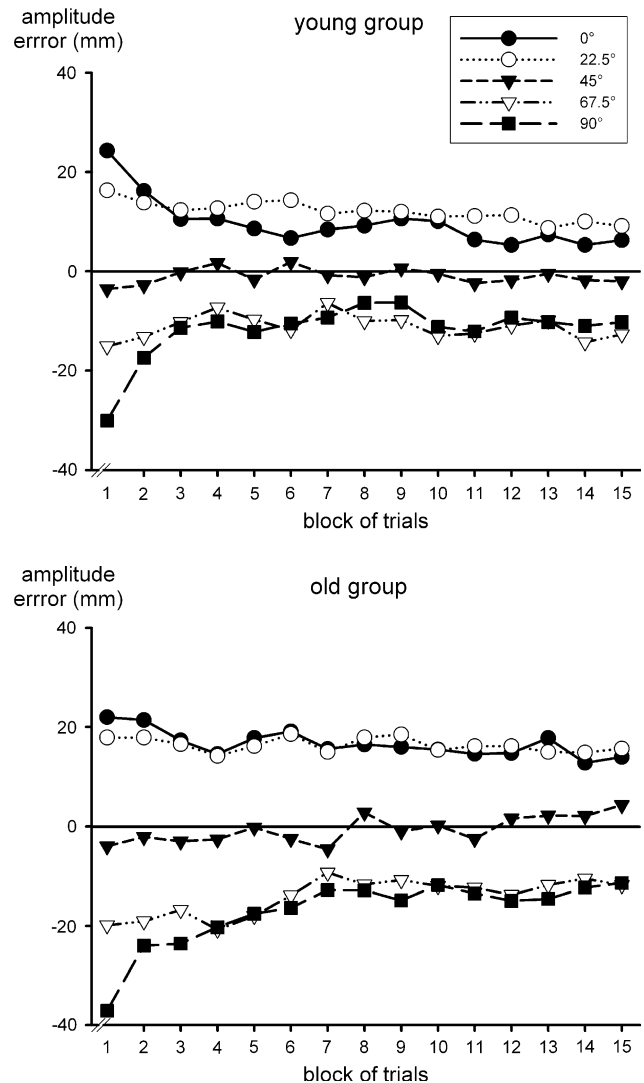 amplitude
errror (mm)
young group
0°
22.5°
45°
67.5°
90°
40
20
0
-20
-40
1 2 3 4 5 6 7 8 9 10 11 12 13 14 15
block of trials
amplitude
errror (mm)
old group
40
20
0
-20
-40
1 2 3 4 5 6 7 8 9 10 11 12 13 14 15
block of trials